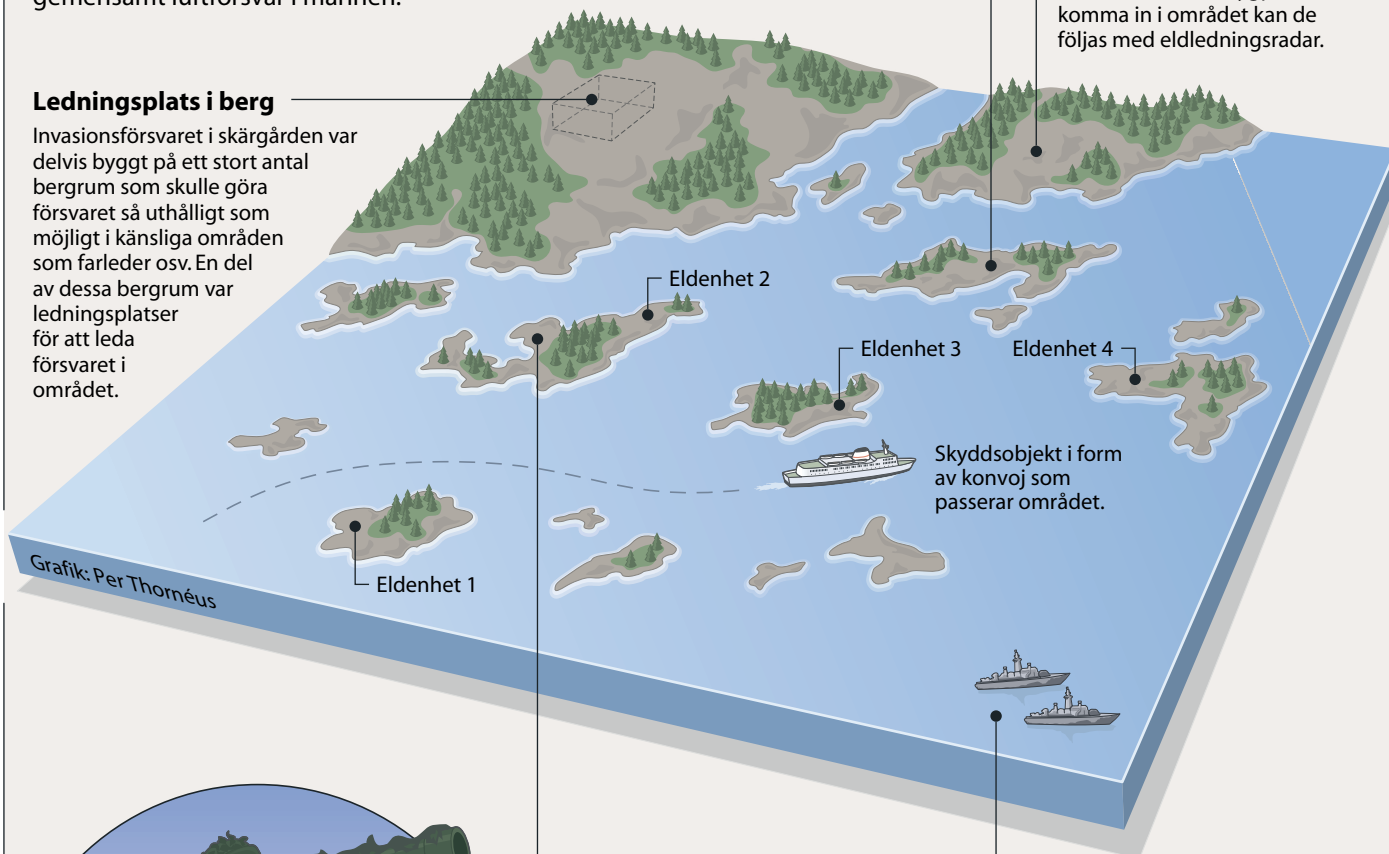 gemensamt luftförsvar i marinen.
komma in i området kan de
följas med eldledningsradar.
Ledningsplats i berg
Invasionsförsvaret i skärgården var
delvis byggt på ett stort antal
bergrum som skulle göra
försvaret så uthålligt som
möjligt i känsliga områden
som farleder osv. En del
av dessa bergrum var
ledningsplatser
för att leda
försvaret i
området.
Eldenhet 2
Eldenhet 3
Eldenhet 4
Skyddsobjekt i form
av konvoj som
passerar området.
Eldenhet 1
Grafik: Per Thornéus